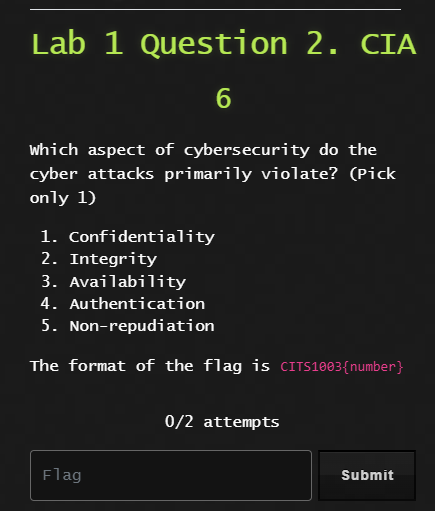 Lab 1 Question 2. CIA
6
Which aspect of cybersecurity do the
cyber attacks primarily violate? (Pick
only 1)
1. Confidentiality
2. Integrity
3. Availability
4. Authentication
5. Non-repudiation
The format of the flag is CITS1003{number}
0/2 attempts
Flag
Submit